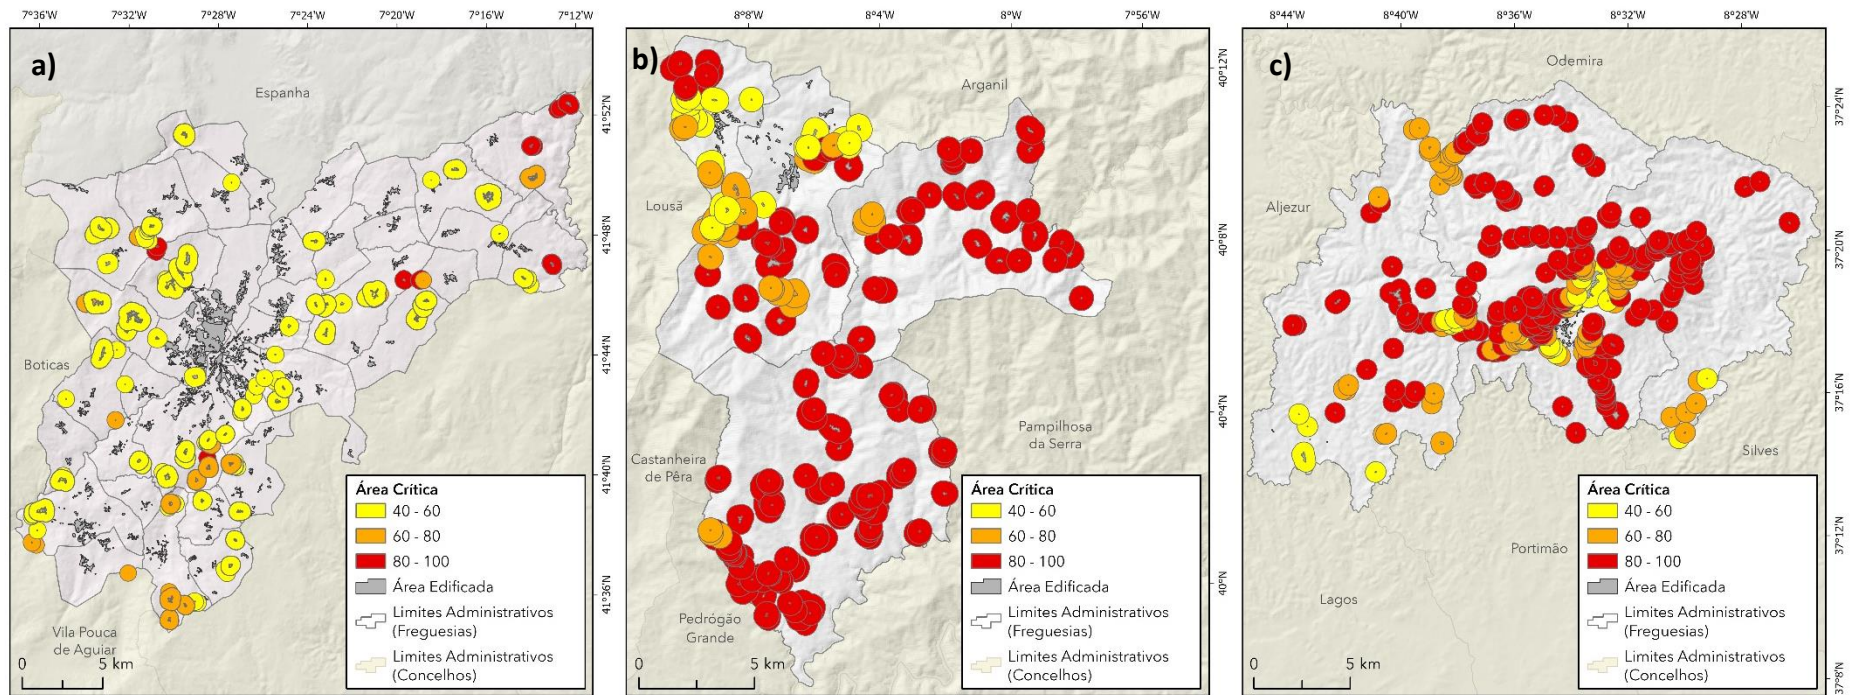 7°36'W 7°32'W 7°28'W 7°24'W 7°20'W 7°16'W 7°12'W
a)
Espanha
Boticas
Vila Pouca
de Aguiar
41°52'N
41°48'N
41°44'N
41°40'N
41°36'N
Área Crítica
40 - 60
60 - 80
80 - 100
Área Edificada
Limites Administrativos
(Freguesias)
Limites Administrativos
(Concelhos)
0 5 km
8°8'W 8°4'W 8°W 7°56'W
b)
Arganil
Lousã
Castanheira
de Pêra
Pampilhosa
da Serra
Pedrógão
Grande
40°12'N
40°8'N
40°4'N
40°N
Área Crítica
40 - 60
60 - 80
80 - 100
Área Edificada
Limites Administrativos
(Freguesias)
Limites Administrativos
(Concelhos)
0 5 km
8°44'W 8°40'W 8°36'W 8°32'W 8°28'W
c)
Odemira
Aljezur
Silves
Portimão
Lagos
37°24'N
37°20'N
37°16'N
37°12'N
37°8'N
Área Crítica
40 - 60
60 - 80
80 - 100
Área Edificada
Limites Administrativos
(Freguesias)
Limites Administrativos
(Concelhos)
0 5 km